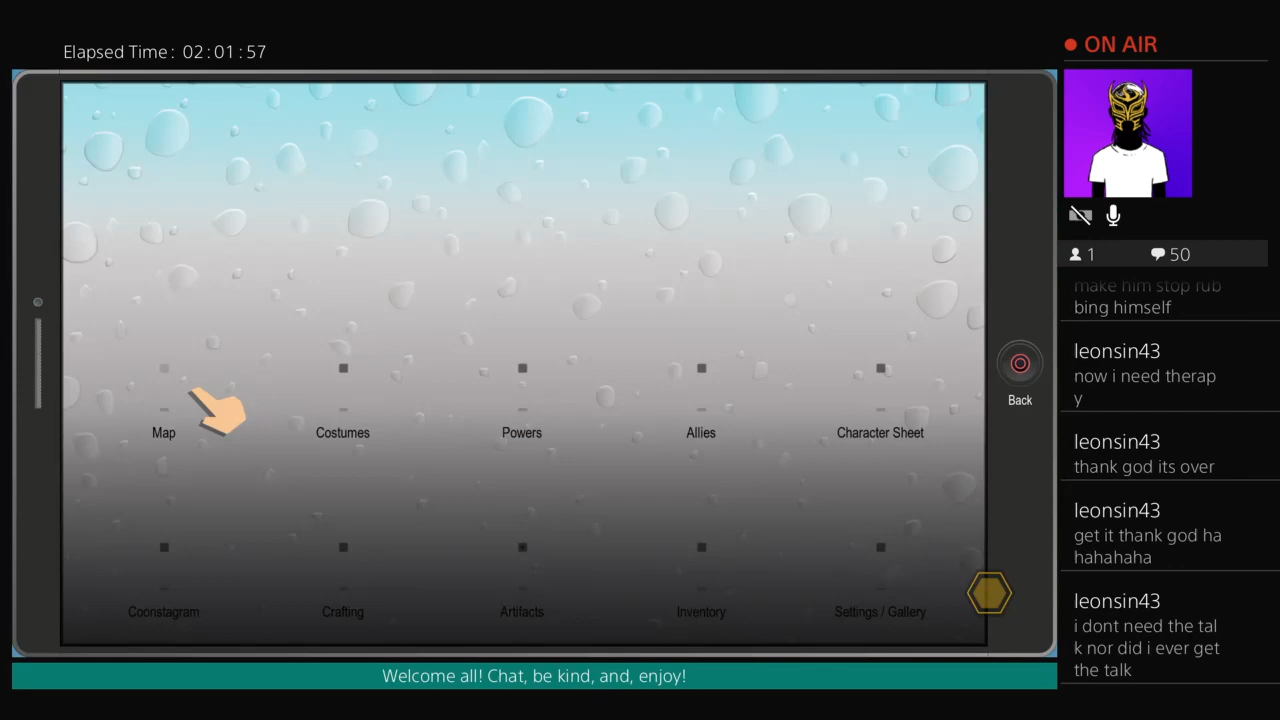 Elapsed Time: 02:01:57
ON AIR
1
50
make him stop rub
bing himself
leonsin43
now i need therap
y
leonsin43
thank god its over
leonsin43
get it thank god ha
hahahaha
leonsin43
i dont need the tal
k nor did i ever get
the talk
Back
Map
Costumes
Powers
Allies
Character Sheet
Coonstagram
Crafting
Artifacts
Inventory
Settings / Gallery
Welcome all! Chat, be kind, and, enjoy!